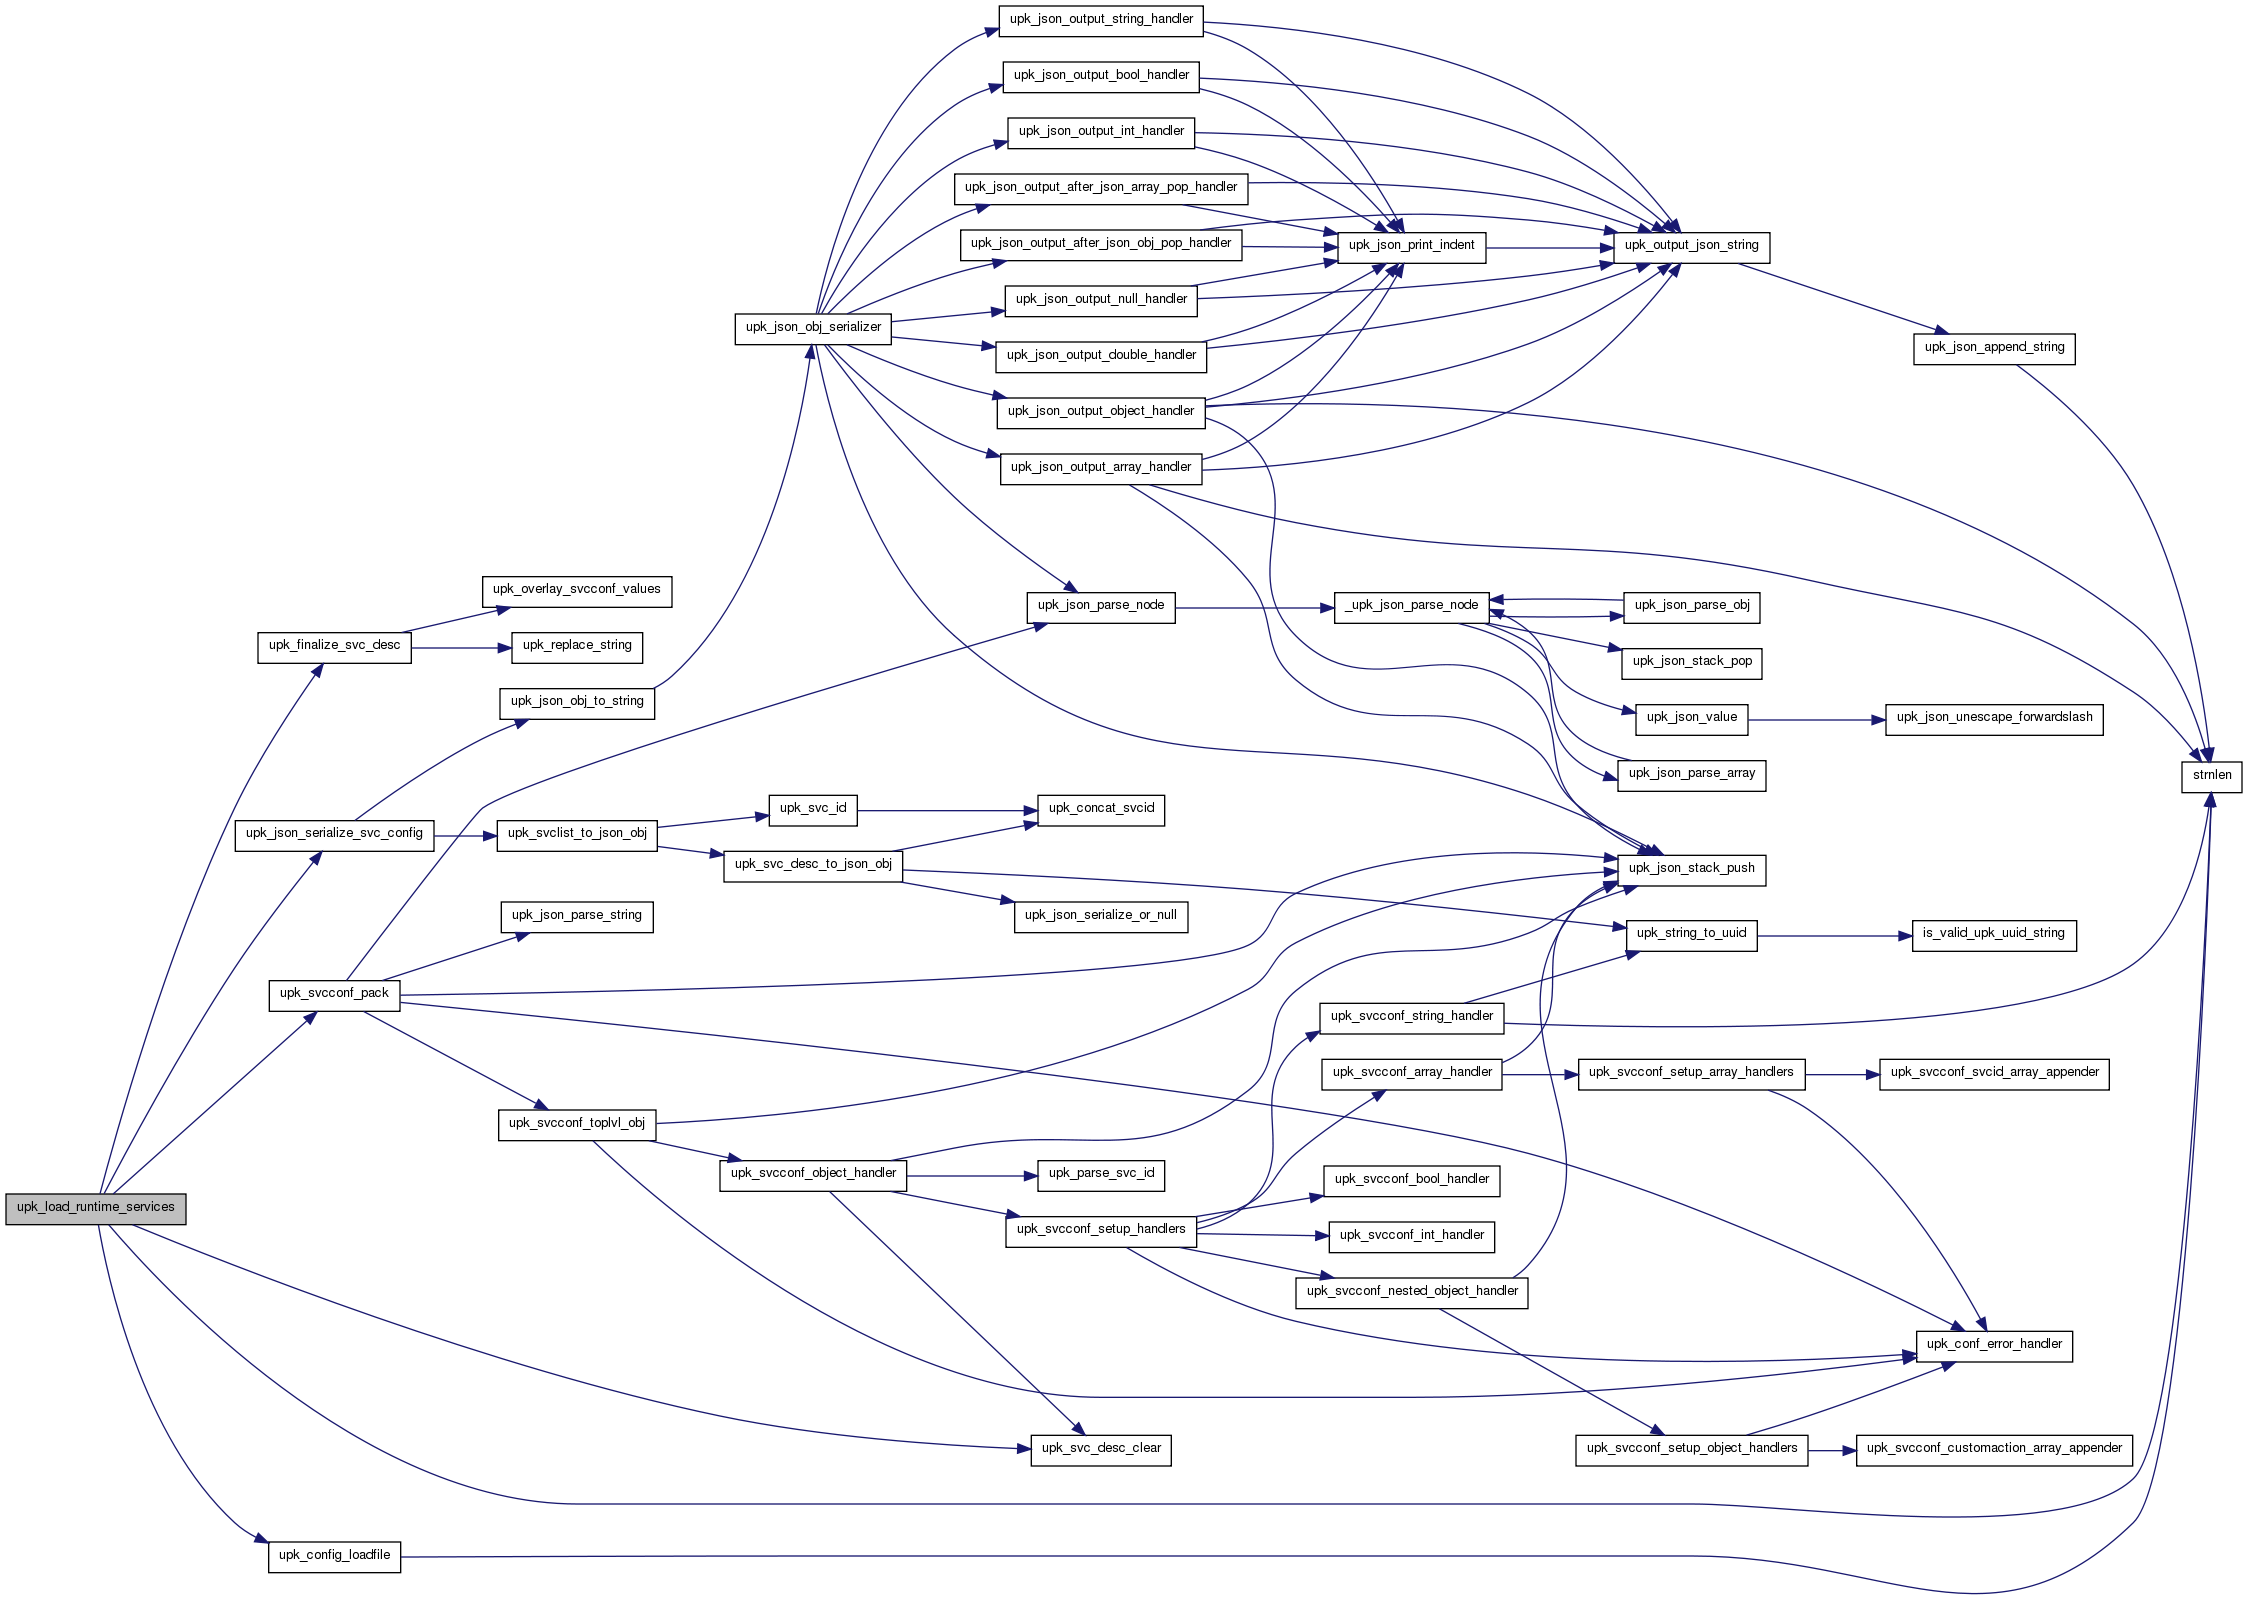 upk_json_output_string_handler
upk_json_output_bool_handler
upk_json_output_int_handler
upk_json_output_after_json_array_pop_handler
upk_json_output_after_json_obj_pop_handler
upk_json_print_indent
upk_output_json_string
upk_json_output_null_handler
upk_json_obj_serializer
upk_json_append_string
upk_json_output_double_handler
upk_json_output_object_handler
upk_json_output_array_handler
upk_overlay_svcconf_values
upk_json_parse_node
_upk_json_parse_node
upk_json_parse_obj
upk_finalize_svc_desc
upk_replace_string
upk_json_stack_pop
upk_json_obj_to_string
upk_json_value
upk_json_unescape_forwardslash
upk_json_parse_array
strnlen
upk_svc_id
upk_concat_svcid
upk_json_serialize_svc_config
upk_svclist_to_json_obj
upk_svc_desc_to_json_obj
upk_json_stack_push
upk_json_parse_string
upk_json_serialize_or_null
upk_string_to_uuid
is_valid_upk_uuid_string
upk_svcconf_pack
upk_svcconf_string_handler
upk_svcconf_array_handler
upk_svcconf_setup_array_handlers
upk_svcconf_svcid_array_appender
upk_svcconf_toplvl_obj
upk_svcconf_object_handler
upk_parse_svc_id
upk_svcconf_bool_handler
upk_load_runtime_services
upk_svcconf_setup_handlers
upk_svcconf_int_handler
upk_svcconf_nested_object_handler
upk_conf_error_handler
upk_svc_desc_clear
upk_svcconf_setup_object_handlers
upk_svcconf_customaction_array_appender
upk_config_loadfile